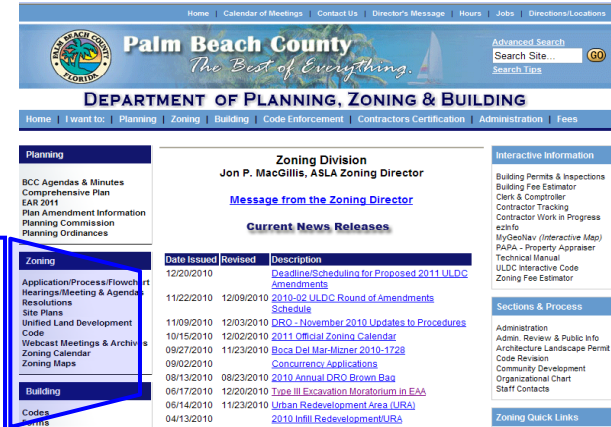 Home | Calendar of Meetings | Contact Us | Director's Message | Hours | Jobs | Directions/Locations
PALM BEACH COUNTY
FLORIDA
Palm Beach County
The Best of Everything.
Advanced Search
Search Site...
GO
Search Tips
DEPARTMENT OF PLANNING, ZONING & BUILDING
Home | I want to: | Planning | Zoning | Building | Code Enforcement | Contractors Certification | Administration | Fees
Planning
BCC Agendas & Minutes
Comprehensive Plan
EAR 2011
Plan Amendment Information
Planning Commission
Planning Ordinances
Zoning
Application/Process/Flowchart
Hearings/Meeting & Agendas
Resolutions
Site Plans
Unified Land Development
Code
Webcast Meetings & Archives
Zoning Calendar
Zoning Maps
Building
Codes
Forms
Zoning Division
Jon P. MacGillis, ASLA Zoning Director
Message from the Zoning Director
Current News Releases
Date Issued Revised Description
12/20/2010 Deadline/Scheduling for Proposed 2011 ULDC
Amendments
11/22/2010 12/09/2010 2010-02 ULDC Round of Amendments
Schedule
11/09/2010 12/03/2010 DRO - November 2010 Updates to Procedures
10/15/2010 12/02/2010 2011 Official Zoning Calendar
09/27/2010 11/23/2010 Boca Del Mar-Mizner 2010-1728
09/02/2010 Concurrency Applications
08/13/2010 08/23/2010 2010 Annual DRO Brown Bag
06/17/2010 12/20/2010 Type III Excavation Moratorium in EAA
06/14/2010 11/23/2010 Urban Redevelopment Area (URA)
04/13/2010 2010 Infill Redevelopment/URA
Interactive Information
Building Permits & Inspections
Building Fee Estimator
Clerk & Comptroller
Contractor Tracking
Contractor Work in Progress
ezInfo
MyGeoNav (Interactive Map)
PAPA - Property Appraiser
Technical Manual
ULDC Interactive Code
Zoning Fee Estimator
Sections & Process
Administration
Admin. Review & Public Info
Architecture Landscape Permit
Code Revision
Community Development
Organizational Chart
Staff Contacts
Zoning Quick Links